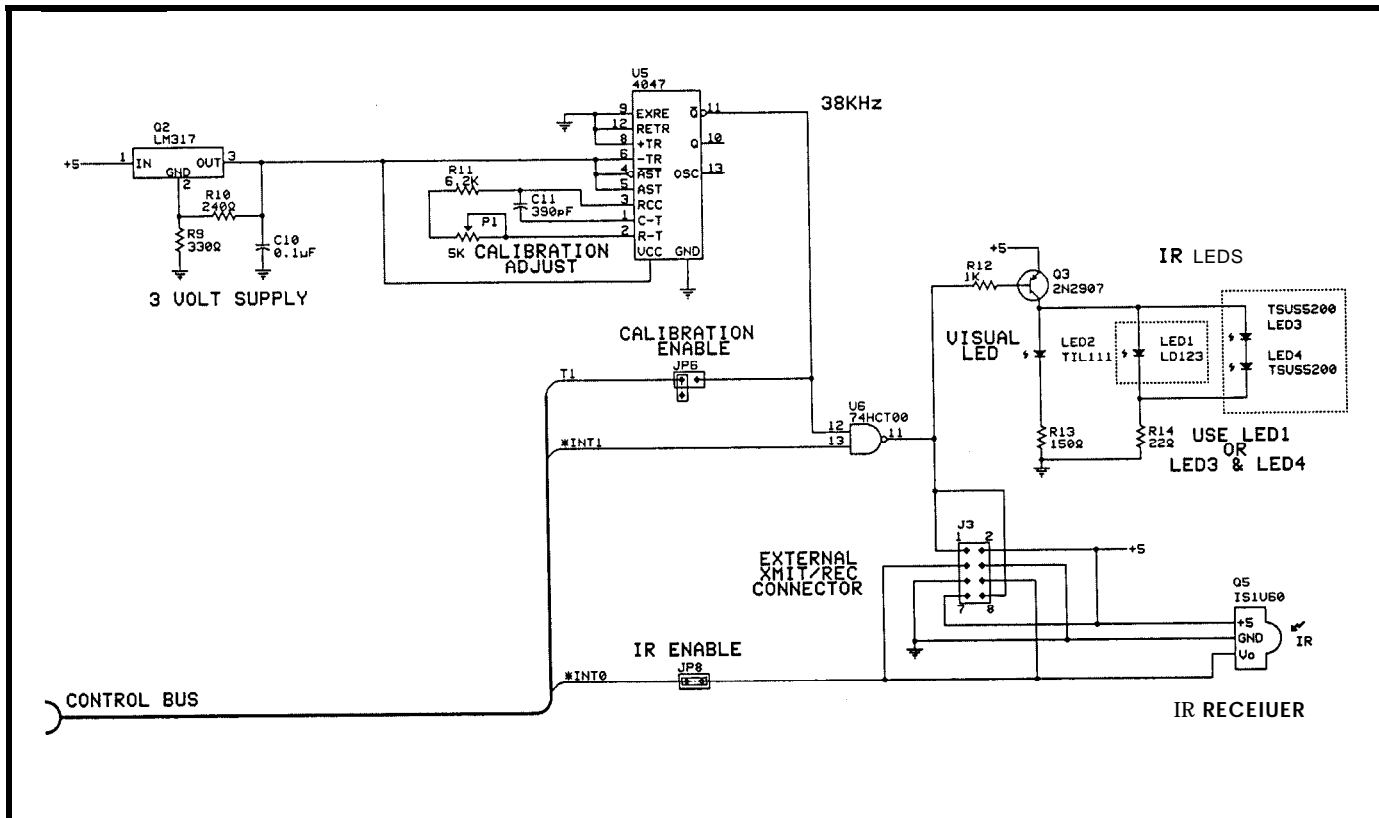 U5
4047
38KHz
9 EXRE Q 11
12 RETR
8 +TR Q 10
6 -TR
4 AST OSC 13
5 AST
3 RCC
1 C-T
2 R-T
VCC GND
Q2
LM317
+5 1 IN OUT 3
GND
2
R10
240Ω
R9
330Ω
C10
0.1µF
3 VOLT SUPPLY
R11
6.2K
C11
390pF
P1
5K CALIBRATION
ADJUST
+5
R12
1K
Q3
2N2907
IR LEDS
VISUAL
LED
LED2
TIL111
LED1
LD123
TSUS5200
LED3
LED4
TSUS5200
R13
150Ω
R14
22Ω
USE LED1
OR
LED3 & LED4
CALIBRATION
ENABLE
T1 JP6
U6
74HCT00
12
13 11
*INT1
J3
1 2
+5
EXTERNAL
XMIT/REC
CONNECTOR
7 8
Q5
IS1U60
+5
GND
Vo
IR
IR ENABLE
*INT0 JP8
CONTROL BUS
IR RECEIUER